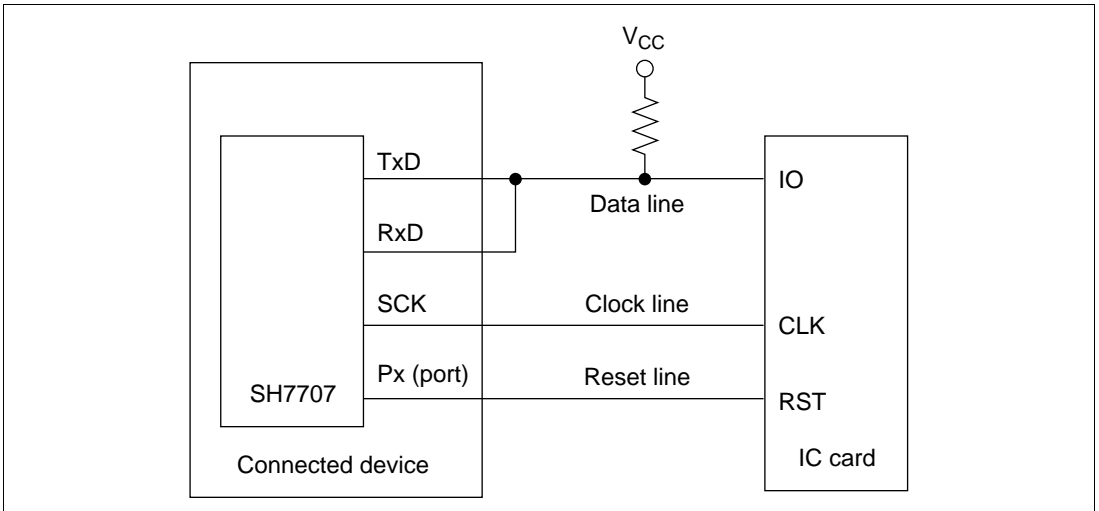 VCC
TxD
IO
Data line
RxD
SCK
Clock line
CLK
Px (port)
Reset line
SH7707
RST
Connected device
IC card